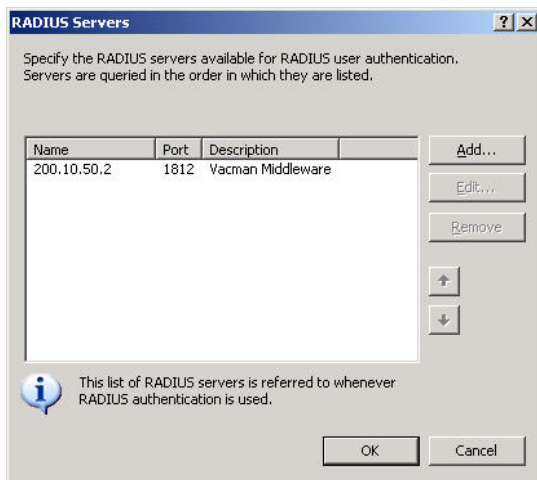 RADIUS Servers
Specify the RADIUS servers available for RADIUS user authentication.
Servers are queried in the order in which they are listed.
Name Port Description
200.10.50.2 1812 Vacman Middleware
Add...
Edit...
Remove
This list of RADIUS servers is referred to whenever
RADIUS authentication is used.
OK Cancel